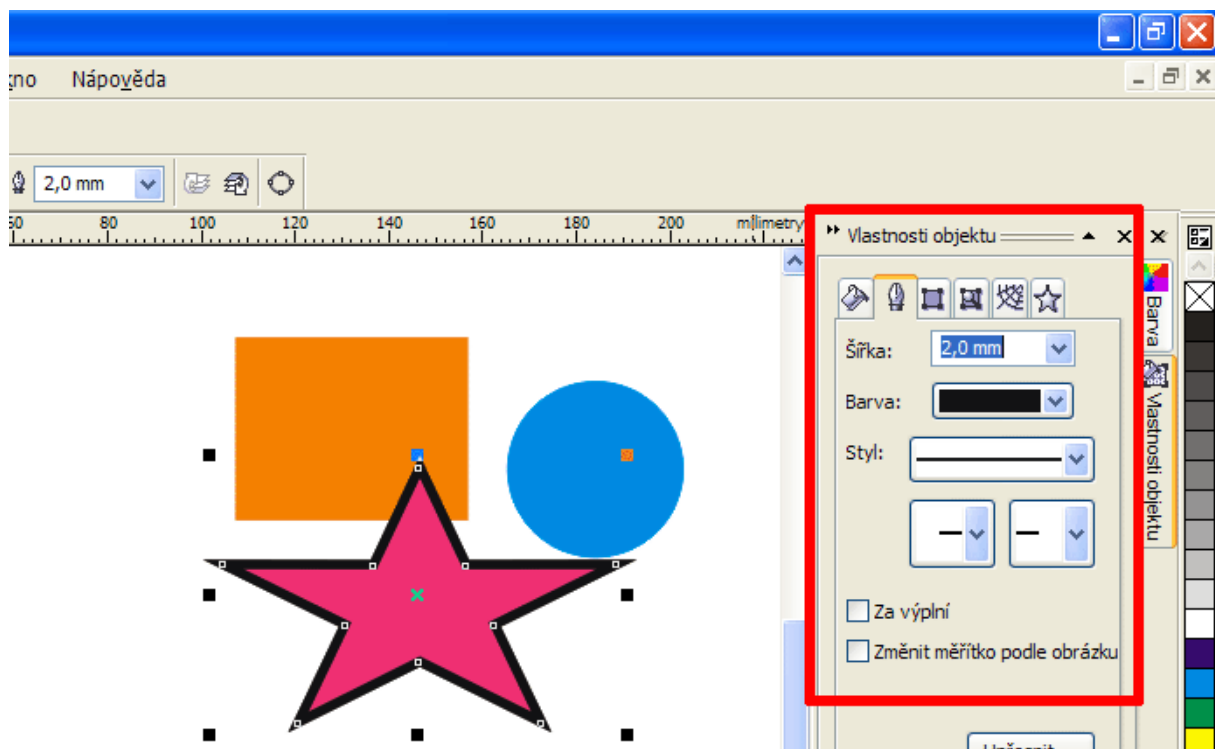 kno Nápověda
2,0 mm
60 80 100 120 140 160 180 200 milimetry
Vlastnosti objektu
Šířka: 2,0 mm
Barva:
Styl:
Za výplní
Změnit měřítko podle obrázku
Barva
Vlastnosti objektu